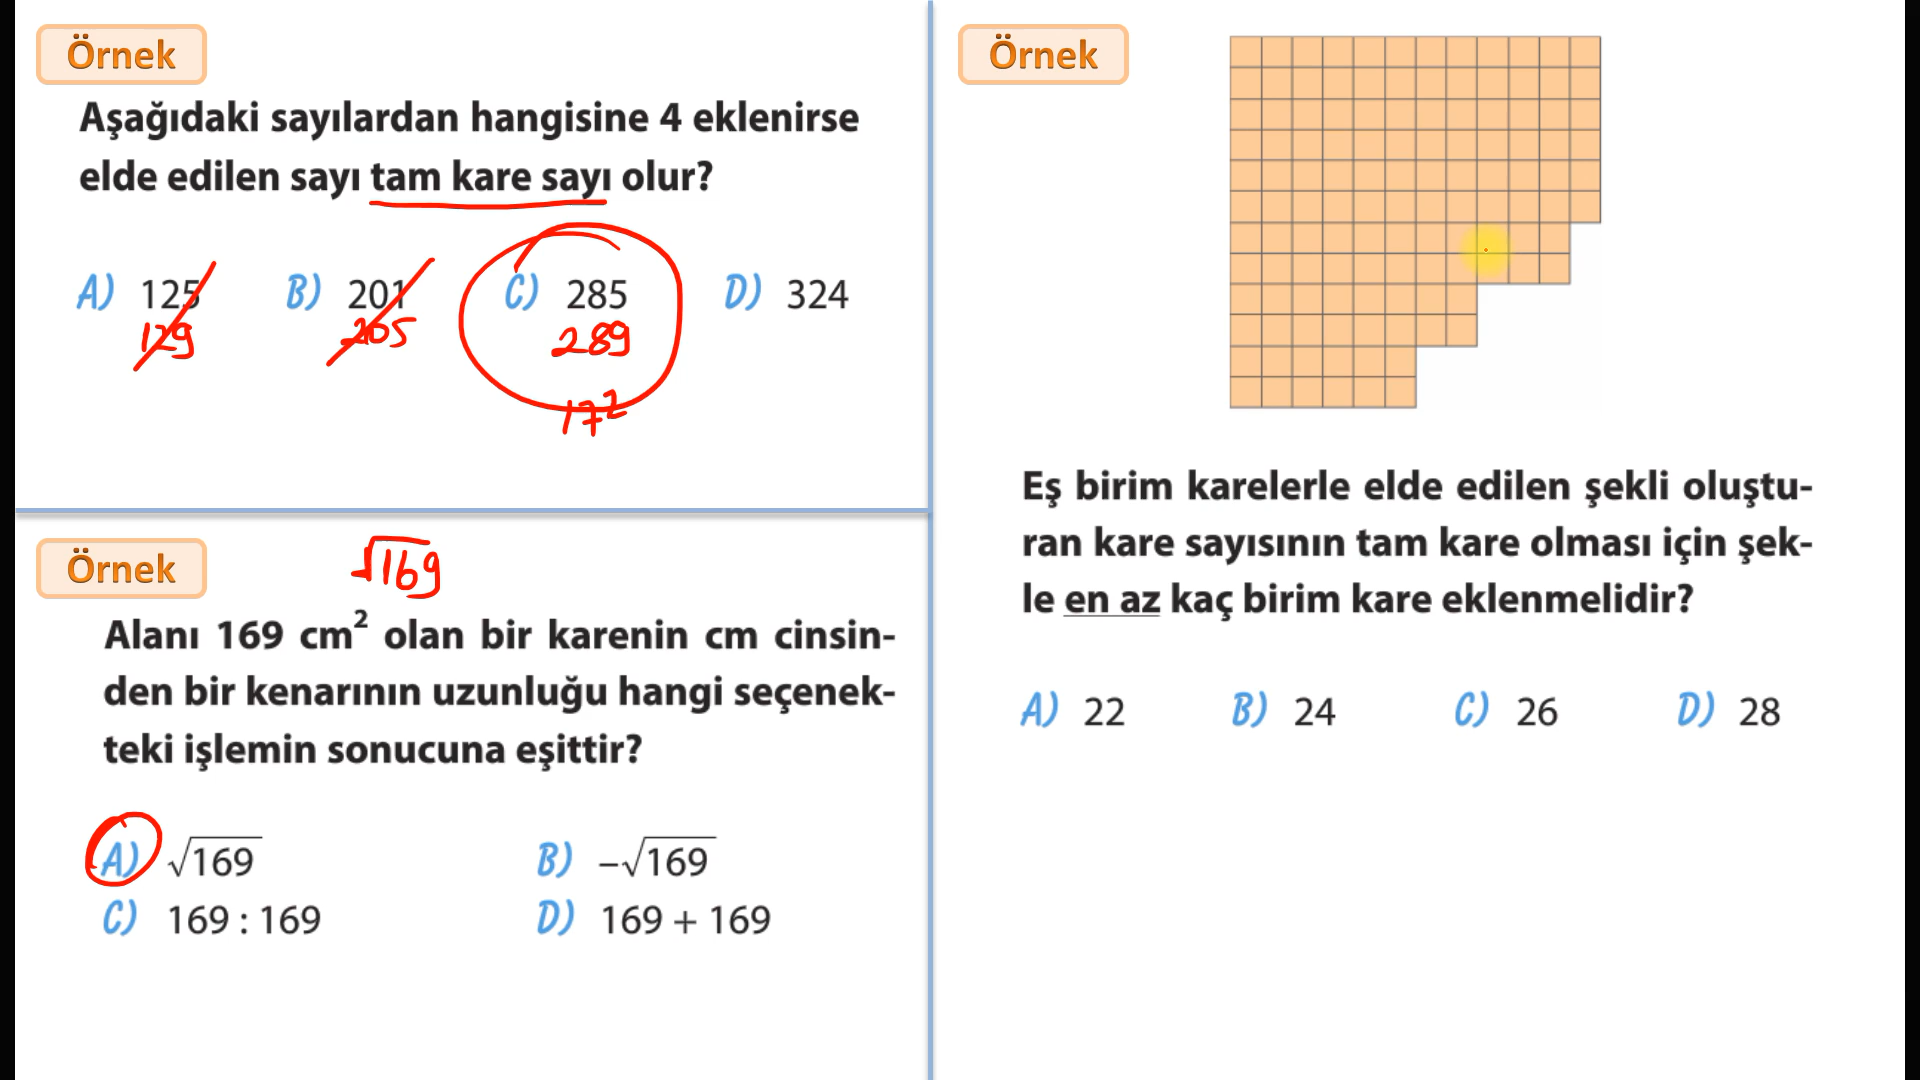 Örnek
Aşağıdaki sayılardan hangisine 4 eklenirse
elde edilen sayı tam kare sayı olur?
A) 125 B) 201 C) 285 D) 324
129 205 289
17²
Örnek
√169
Alanı 169 cm² olan bir karenin cm cinsin-
den bir kenarının uzunluğu hangi seçenek-
teki işlemin sonucuna eşittir?
A) √169 B) –√169
C) 169 : 169 D) 169 + 169
Örnek
Eş birim karelerle elde edilen şekli oluştu-
ran kare sayısının tam kare olması için şek-
le en az kaç birim kare eklenmelidir?
A) 22 B) 24 C) 26 D) 28